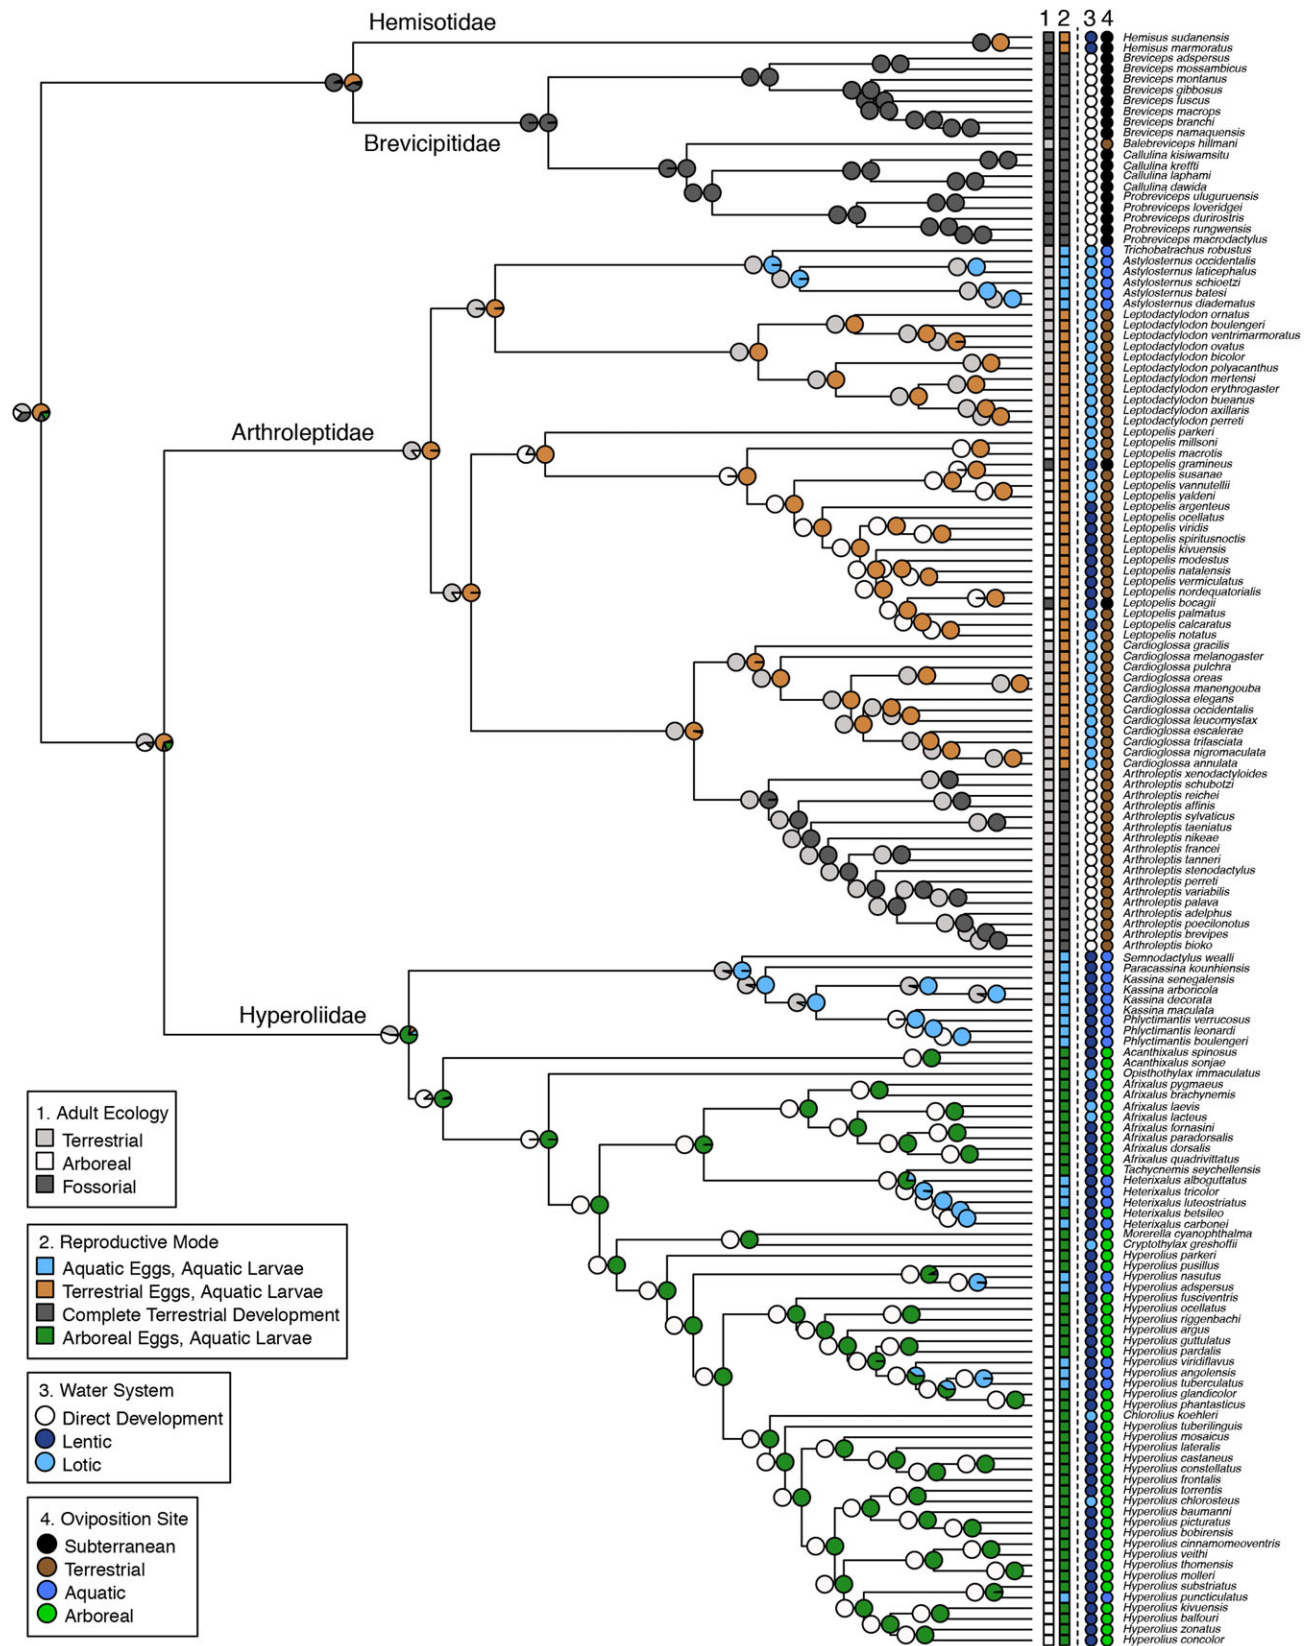 1 2 3 4
Hemisotidae
Brevicipitidae
Arthroleptidae
Hyperoliidae
Hemisus sudanensis
Hemisus marmoratus
Breviceps adspersus
Breviceps mossambicus
Breviceps montanus
Breviceps gibbosus
Breviceps fuscus
Breviceps macrops
Breviceps branchi
Breviceps namaquensis
Balebreviceps hillmani
Callulina kisiwamsitu
Callulina kreffti
Callulina laphami
Callulina dawida
Probreviceps uluguruensis
Probreviceps loveridgei
Probreviceps durirostris
Probreviceps rungwensis
Probreviceps macrodactylus
Trichobatrachus robustus
Astylosternus occidentalis
Astylosternus laticephalus
Astylosternus schioetzi
Astylosternus batesi
Astylosternus diadematus
Leptodactylodon ornatus
Leptodactylodon boulengeri
Leptodactylodon ventrimarmoratus
Leptodactylodon ovatus
Leptodactylodon bicolor
Leptodactylodon polyacanthus
Leptodactylodon mertensi
Leptodactylodon erythrogaster
Leptodactylodon bueanus
Leptodactylodon axillaris
Leptodactylodon perreti
Leptopelis parkeri
Leptopelis millsoni
Leptopelis macrotis
Leptopelis gramineus
Leptopelis susanae
Leptopelis vannutellii
Leptopelis yaldeni
Leptopelis argenteus
Leptopelis ocellatus
Leptopelis viridis
Leptopelis spiritusnoctis
Leptopelis kivuensis
Leptopelis modestus
Leptopelis natalensis
Leptopelis vermiculatus
Leptopelis nordequatorialis
Leptopelis bocagii
Leptopelis palmatus
Leptopelis calcaratus
Leptopelis notatus
Cardioglossa gracilis
Cardioglossa melanogaster
Cardioglossa pulchra
Cardioglossa oreas
Cardioglossa manengouba
Cardioglossa elegans
Cardioglossa occidentalis
Cardioglossa leucomystax
Cardioglossa escalerae
Cardioglossa trifasciata
Cardioglossa nigromaculata
Cardioglossa annulata
Arthroleptis xenodactyloides
Arthroleptis schubotzi
Arthroleptis reichei
Arthroleptis affinis
Arthroleptis sylvaticus
Arthroleptis taeniatus
Arthroleptis nikeae
Arthroleptis francei
Arthroleptis tanneri
Arthroleptis stenodactylus
Arthroleptis perreti
Arthroleptis variabilis
Arthroleptis palava
Arthroleptis adelphus
Arthroleptis poecilonotus
Arthroleptis brevipes
Arthroleptis bioko
Semnodactylus wealii
Paracassina kounhiensis
Kassina senegalensis
Kassina arboricola
Kassina decorata
Kassina maculata
Phlyctimantis verrucosus
Phlyctimantis leonardi
Phlyctimantis boulengeri
Acanthixalus spinosus
Acanthixalus sonjae
Opisthothylax immaculatus
Afrixalus pygmaeus
Afrixalus brachynemis
Afrixalus laevis
Afrixalus lacteus
Afrixalus fornasini
Afrixalus paradorsalis
Afrixalus dorsalis
Afrixalus quadrivittatus
Tachycnemis seychellensis
Heterixalus alboguttatus
Heterixalus tricolor
Heterixalus luteostriatus
Heterixalus betsileo
Heterixalus carbonei
Morerella cyanophthalma
Cryptothylax greshoffii
Hyperolius parkeri
Hyperolius pusillus
Hyperolius nasutus
Hyperolius adspersus
Hyperolius fusciventris
Hyperolius ocellatus
Hyperolius riggenbachi
Hyperolius argus
Hyperolius guttulatus
Hyperolius pardalis
Hyperolius viridiflavus
Hyperolius angolensis
Hyperolius tuberculatus
Hyperolius glandicolor
Hyperolius phantasticus
Chlorolius koehleri
Hyperolius tuberilinguis
Hyperolius mosaicus
Hyperolius lateralis
Hyperolius castaneus
Hyperolius constellatus
Hyperolius frontalis
Hyperolius torrentis
Hyperolius chlorosteus
Hyperolius baumanni
Hyperolius picturatus
Hyperolius bobirensis
Hyperolius cinnamomeoventris
Hyperolius veithi
Hyperolius thomensis
Hyperolius molleri
Hyperolius substriatus
Hyperolius puncticulatus
Hyperolius kivuensis
Hyperolius balfouri
Hyperolius zonatus
Hyperolius concolor
1. Adult Ecology
Terrestrial
Arboreal
Fossorial
2. Reproductive Mode
Aquatic Eggs, Aquatic Larvae
Terrestrial Eggs, Aquatic Larvae
Complete Terrestrial Development
Arboreal Eggs, Aquatic Larvae
3. Water System
Direct Development
Lentic
Lotic
4. Oviposition Site
Subterranean
Terrestrial
Aquatic
Arboreal